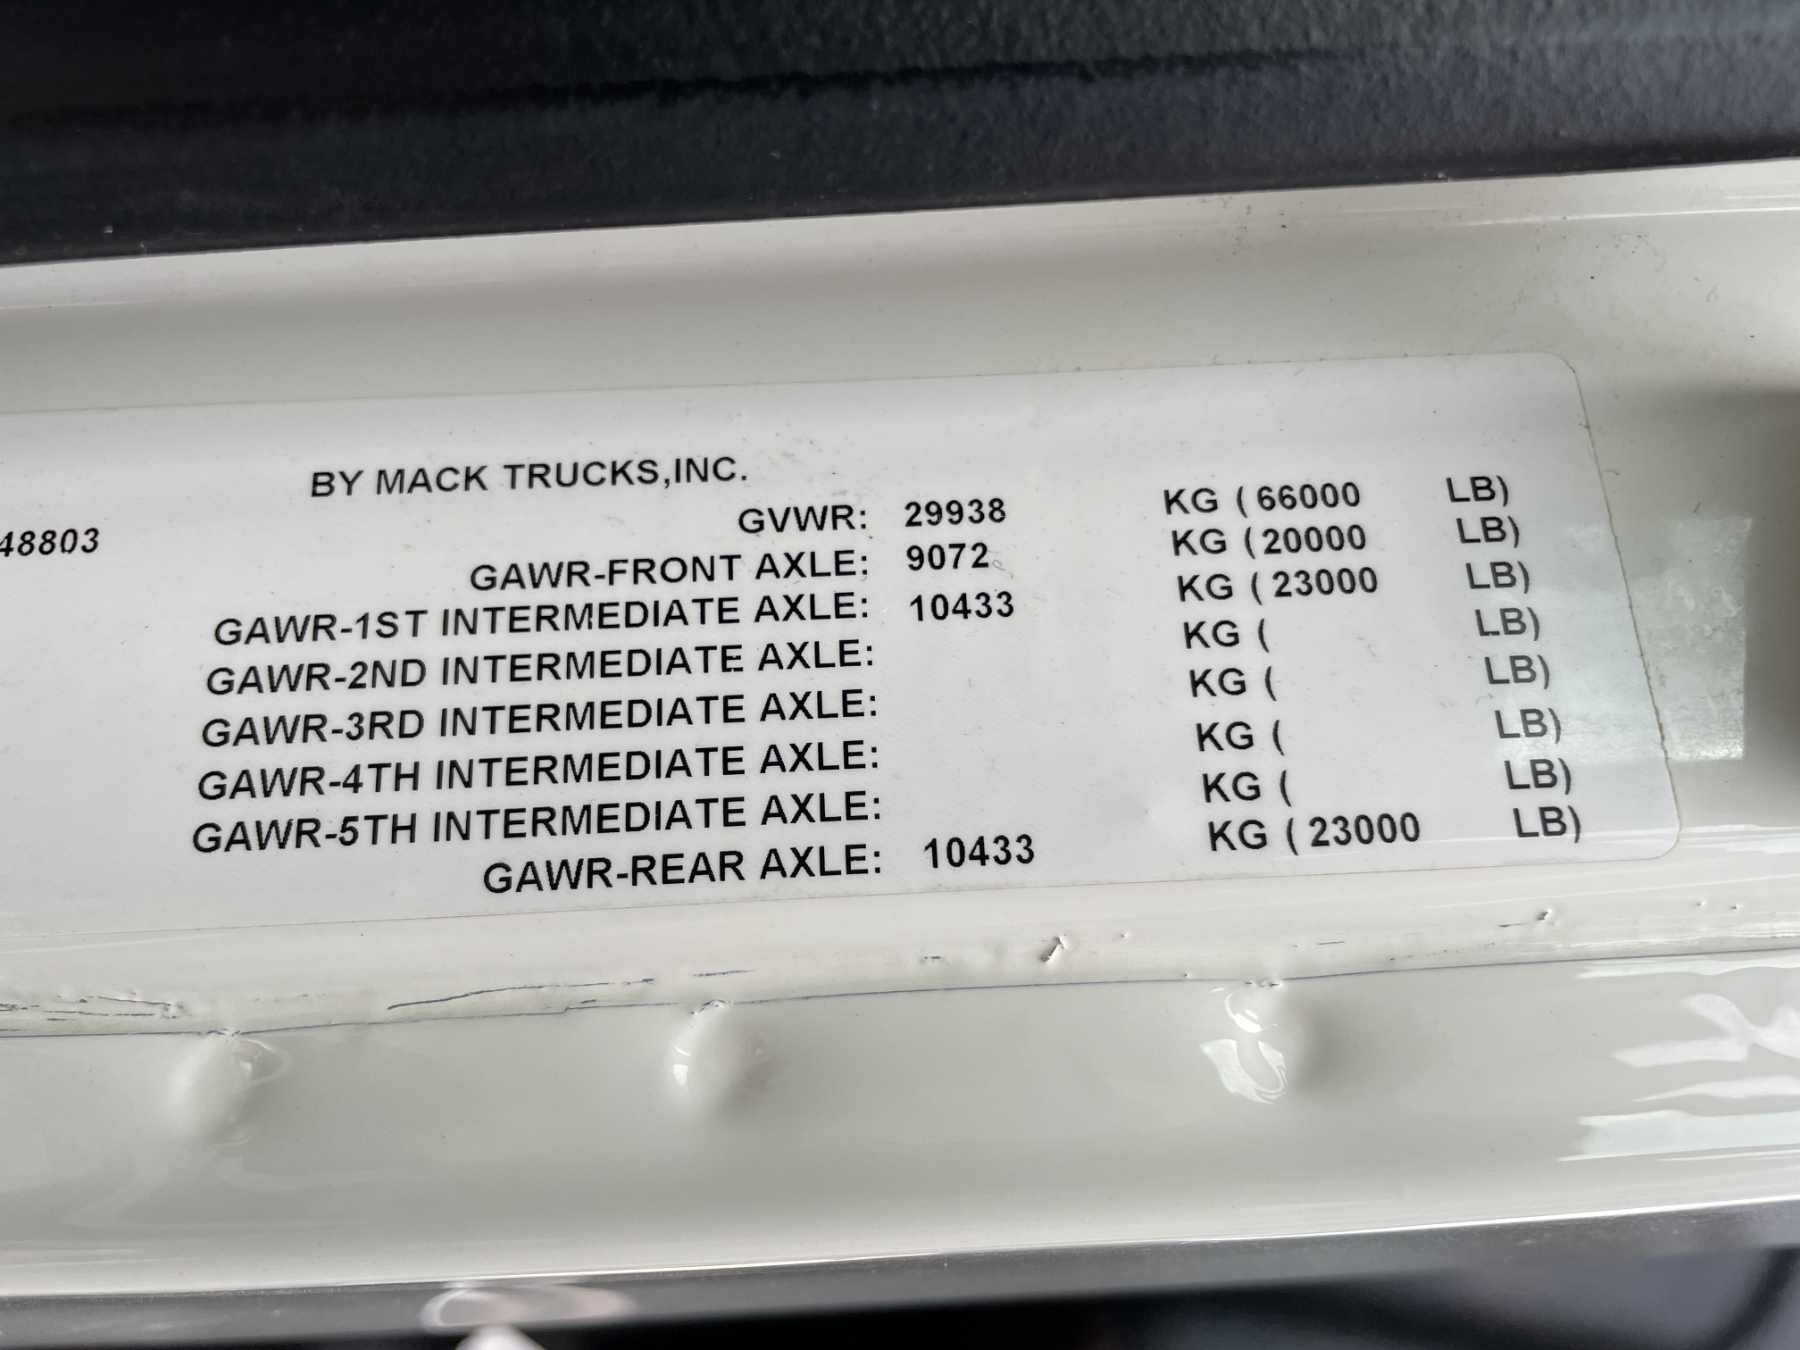 BY MACK TRUCKS,INC.
48803
GVWR: 29938 KG (66000 LB)
GAWR-FRONT AXLE: 9072 KG (20000 LB)
GAWR-1ST INTERMEDIATE AXLE: 10433 KG (23000 LB)
GAWR-2ND INTERMEDIATE AXLE: KG ( LB)
GAWR-3RD INTERMEDIATE AXLE: KG ( LB)
GAWR-4TH INTERMEDIATE AXLE: KG ( LB)
GAWR-5TH INTERMEDIATE AXLE: KG ( LB)
GAWR-REAR AXLE: 10433 KG (23000 LB)